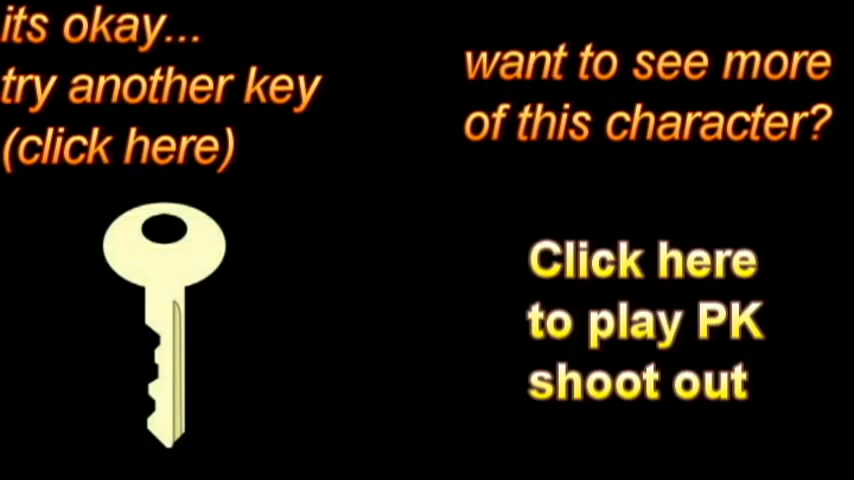 its okay...
try another key
(click here)
want to see more
of this character?
Click here
to play PK
shoot out